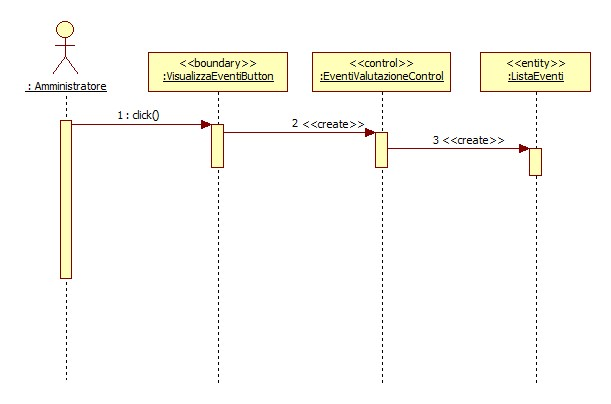 <<boundary>>
:VisualizzaEventiButton
<<control>>
:EventiValutazioneControl
<<entity>>
:ListaEventi
: Amministratore
1 : click()
2 <<create>>
3 <<create>>